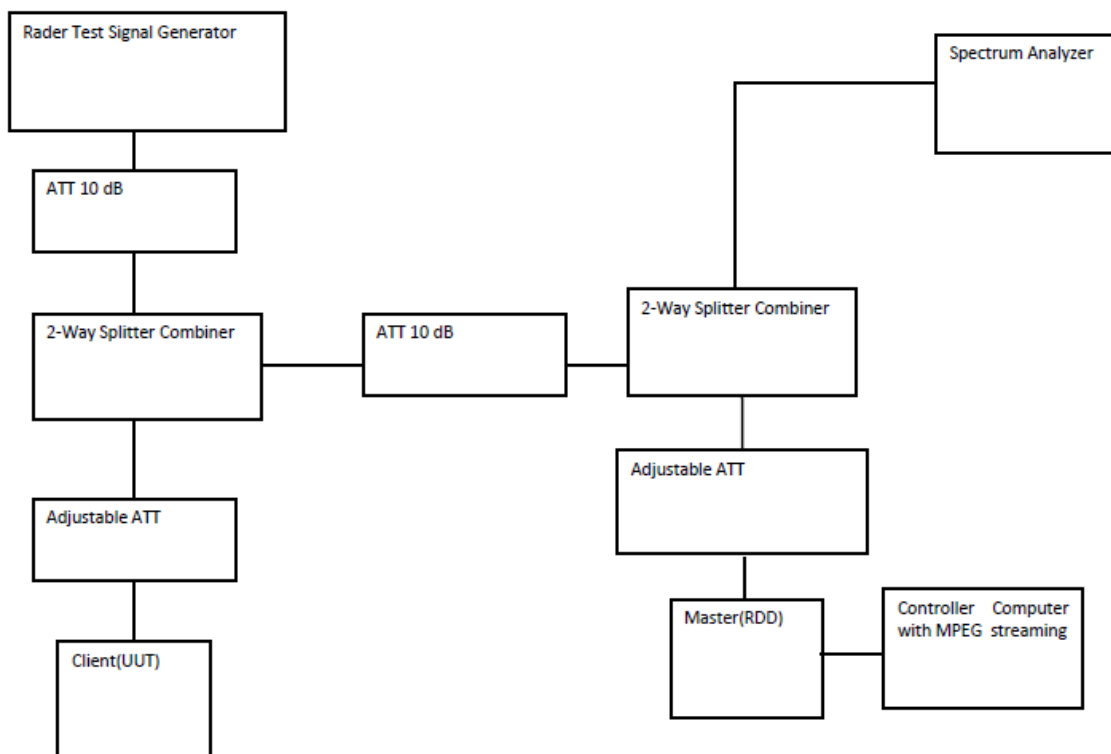 Rader Test Signal Generator
Spectrum Analyzer
ATT 10 dB
2-Way Splitter Combiner
ATT 10 dB
2-Way Splitter Combiner
Adjustable ATT
Adjustable ATT
Client(UUT)
Master(RDD)
Controller Computer
with MPEG streaming